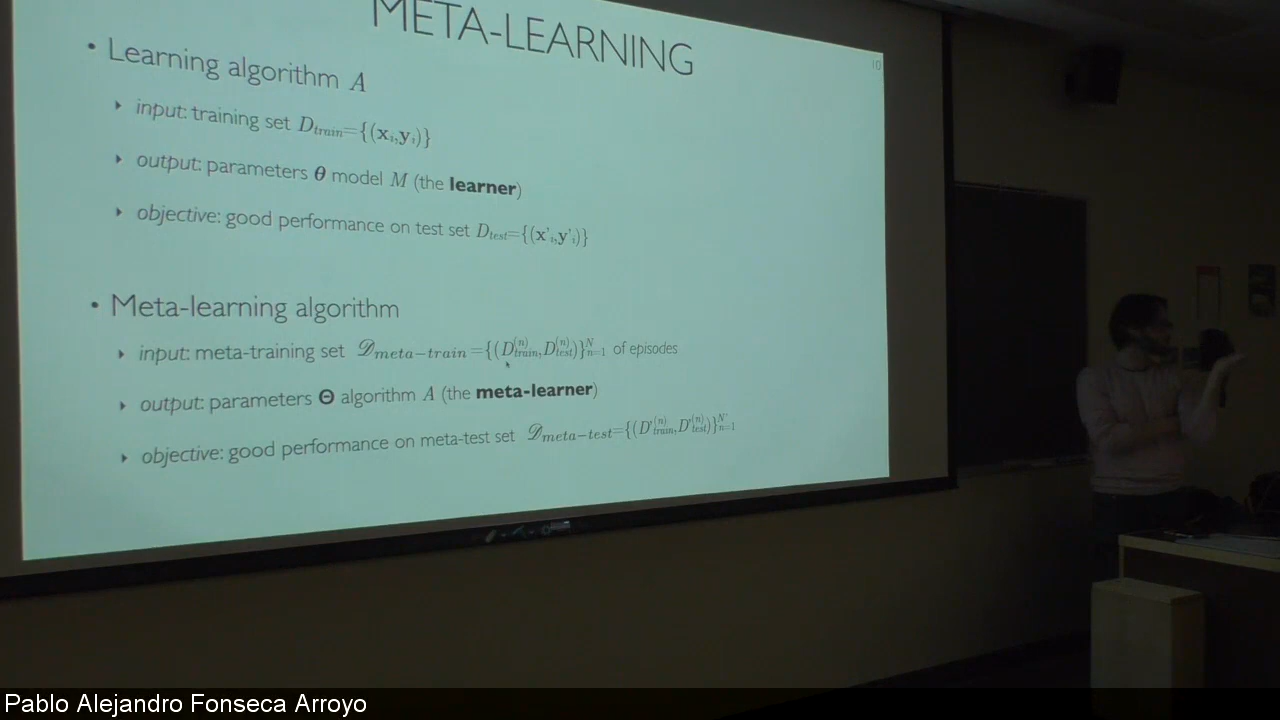 META-LEARNING
10
• Learning algorithm A
‣ input: training set D_train={(x_i,y_i)}
‣ output: parameters θ model M (the learner)
‣ objective: good performance on test set D_test={(x'_i,y'_i)}
• Meta-learning algorithm
‣ input: meta-training set 𝒟_meta−train={(D_train^(n),D_test^(n))}_{n=1}^N of episodes
‣ output: parameters Θ algorithm A (the meta-learner)
‣ objective: good performance on meta-test set 𝒟_meta−test={(D'_train^(n),D'_test^(n))}_{n=1}^{N'}
Pablo Alejandro Fonseca Arroyo